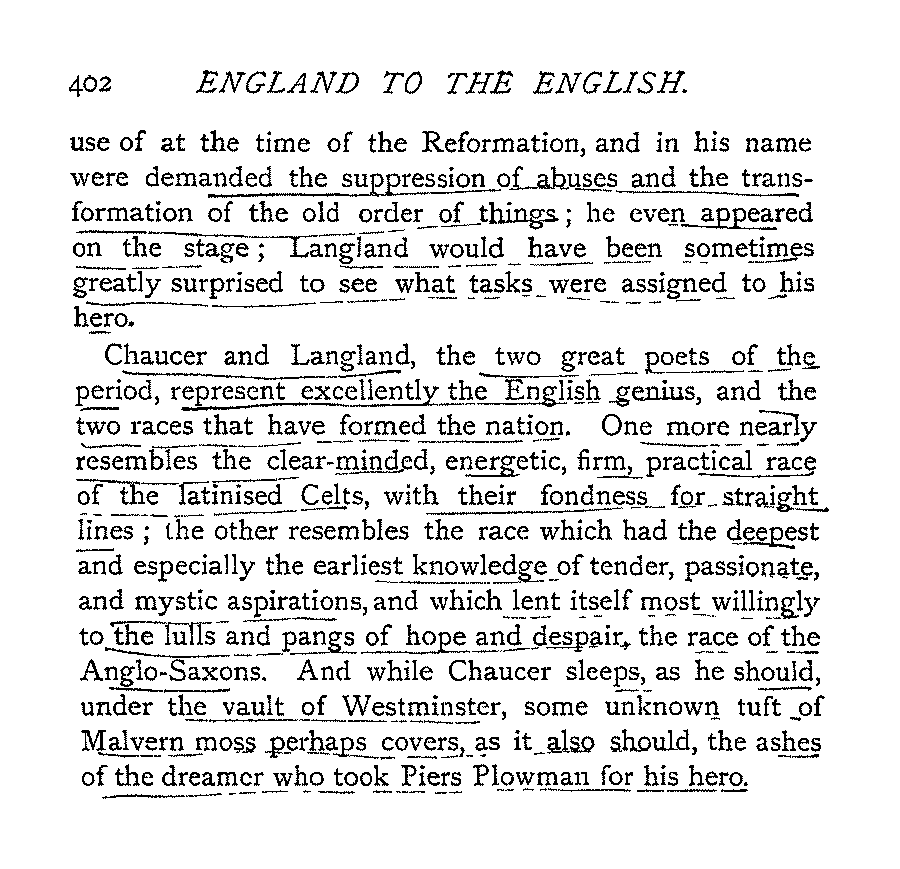 402 ENGLAND TO THE ENGLISH.
use of at the time of the Reformation, and in his name
were demanded the suppression of abuses and the trans-
formation of the old order of things; he even appeared
on the stage; Langland would have been sometimes
greatly surprised to see what tasks were assigned to his
hero.
Chaucer and Langland, the two great poets of the
period, represent excellently the English genius, and the
two races that have formed the nation. One more nearly
resembles the clear-minded, energetic, firm, practical race
of the latinised Celts, with their fondness for straight
lines; the other resembles the race which had the deepest
and especially the earliest knowledge of tender, passionate,
and mystic aspirations, and which lent itself most willingly
to the lulls and pangs of hope and despair, the race of the
Anglo-Saxons. And while Chaucer sleeps, as he should,
under the vault of Westminster, some unknown tuft of
Malvern moss perhaps covers, as it also should, the ashes
of the dreamer who took Piers Plowman for his hero.